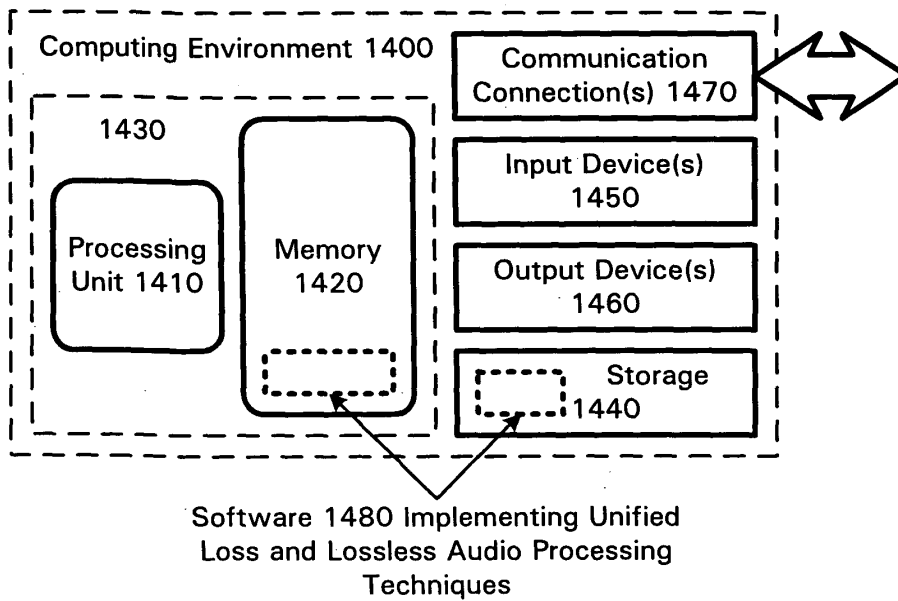 Computing Environment 1400
Communication
Connection(s) 1470
1430
Input Device(s)
1450
Processing
Unit 1410
Memory
1420
Output Device(s)
1460
Storage
1440
Software 1480 Implementing Unified
Loss and Lossless Audio Processing
Techniques